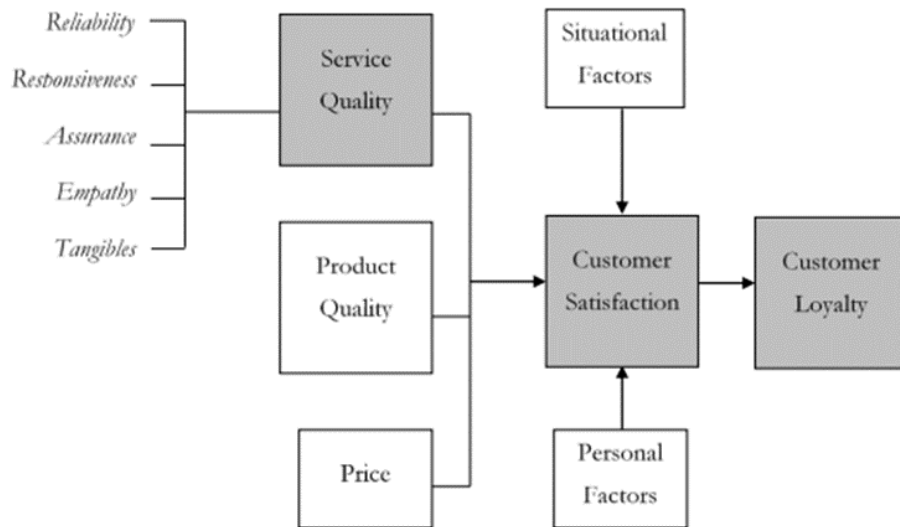 Reliability
Responsiveness
Assurance
Empathy
Tangibles
Service
Quality
Product
Quality
Price
Situational
Factors
Customer
Satisfaction
Personal
Factors
Customer
Loyalty